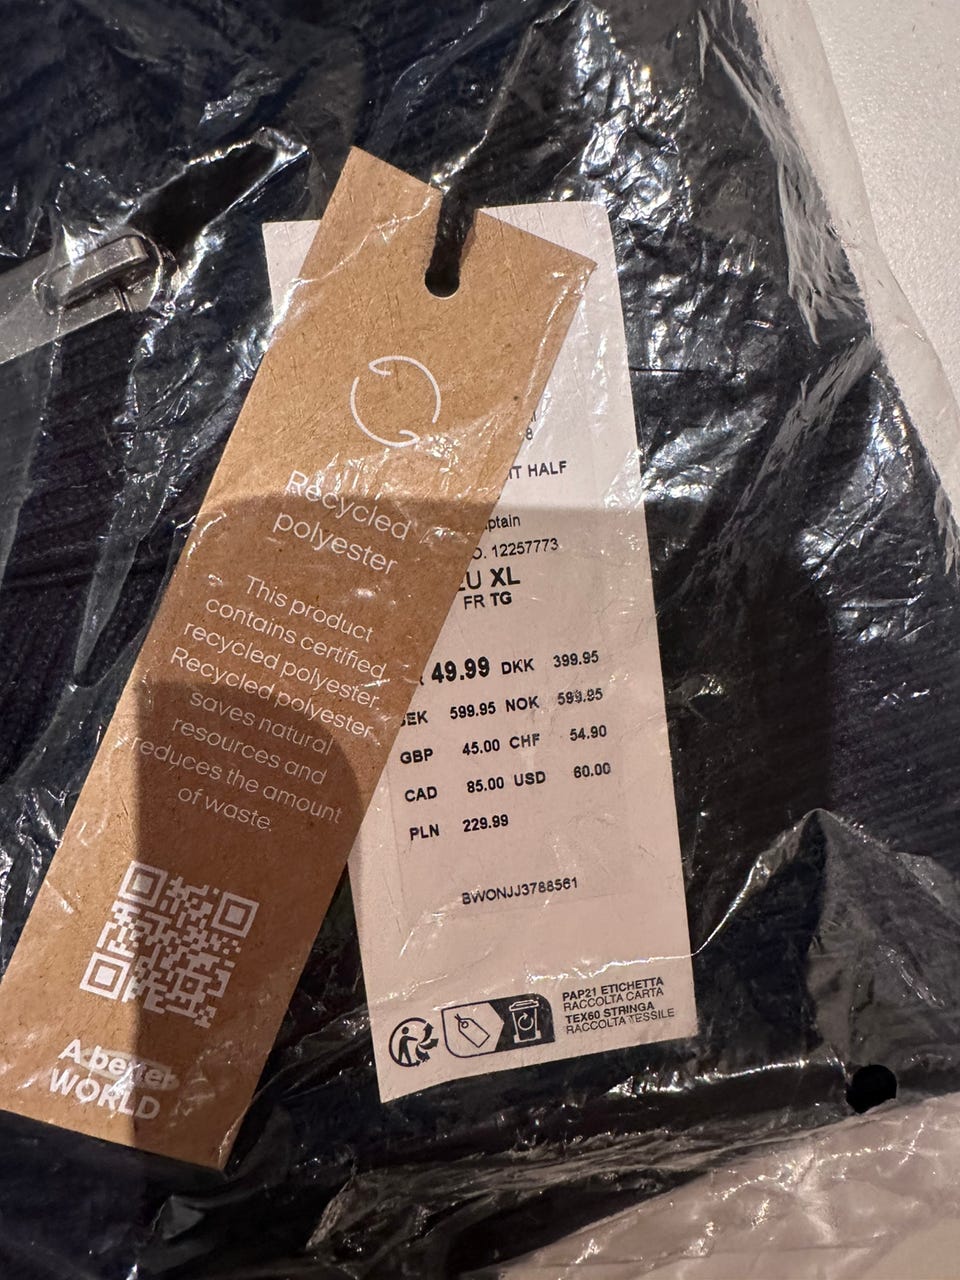 Recycled
polyester
This product
contains certified
recycled polyester.
Recycled polyester
saves natural
resources and
reduces the amount
of waste.
A better
WORLD
8
HALF
12257773
XL
FR TG
49.99 DKK 399.95
599.95 NOK 599.95
GBP 45.00 CHF 54.90
CAD 85.00 USD 60.00
PLN 229.99
BWONJJ3788561
PAP21 ETICHETTA
RACCOLTA CARTA
TEX60 STRINGA
RACCOLTA TESSILE